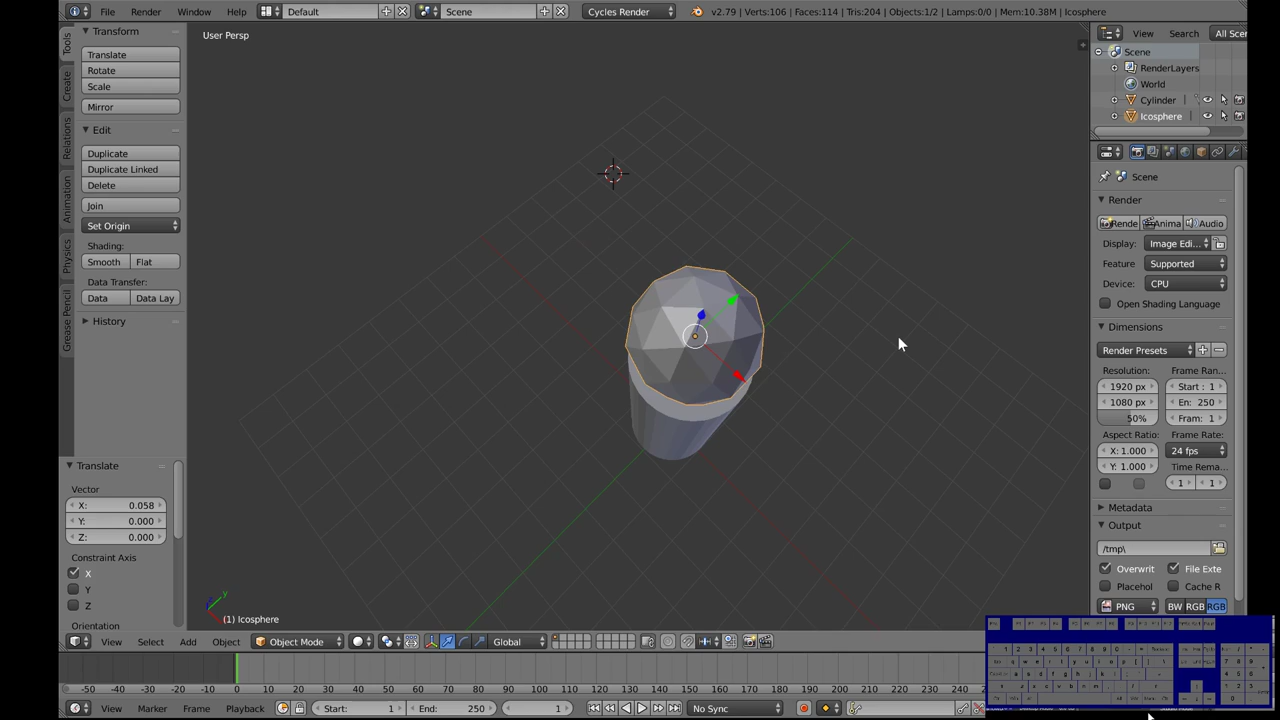 File Render Window Help Default Scene Cycles Render v2.79 | Verts:106 | Faces:114 | Tris:204 | Objects:1/2 | Lamps:0/0 | Mem:10.38M | Icosphere
Tools
Create
Relations
Animation
Physics
Grease Pencil
Transform
Translate
Rotate
Scale
Mirror
Edit
Duplicate
Duplicate Linked
Delete
Join
Set Origin
Shading:
Smooth Flat
Data Transfer:
Data Data Lay
History
Translate
Vector
X: 0.058
Y: 0.000
Z: 0.000
Constraint Axis
X
Y
Z
Orientation
User Persp
(1) Icosphere
View Select Add Object Object Mode Global
View Search All Scen
Scene
RenderLayers
World
Cylinder
Icosphere
Scene
Render
Rende Anima Audio
Display: Image Edi...
Feature Supported
Device: CPU
Open Shading Language
Dimensions
Render Presets
Resolution: Frame Ran...
1920 px Start : 1
1080 px En: 250
50% Fram: 1
Aspect Ratio: Frame Rate:
X: 1.000 24 fps
Y: 1.000 Time Rema...
1 1
Metadata
Output
/tmp\
Overwrit File Exte
Placehol Cache R
PNG BW RGB RGB
-50 -40 -30 -20 -10 0 10 20 30 40 50 60 70 80 90 100 110 120 130 140 150 160 170 180 190 200 210 220 230 240 250
View Marker Frame Playback Start: 1 End: 250 1 No Sync